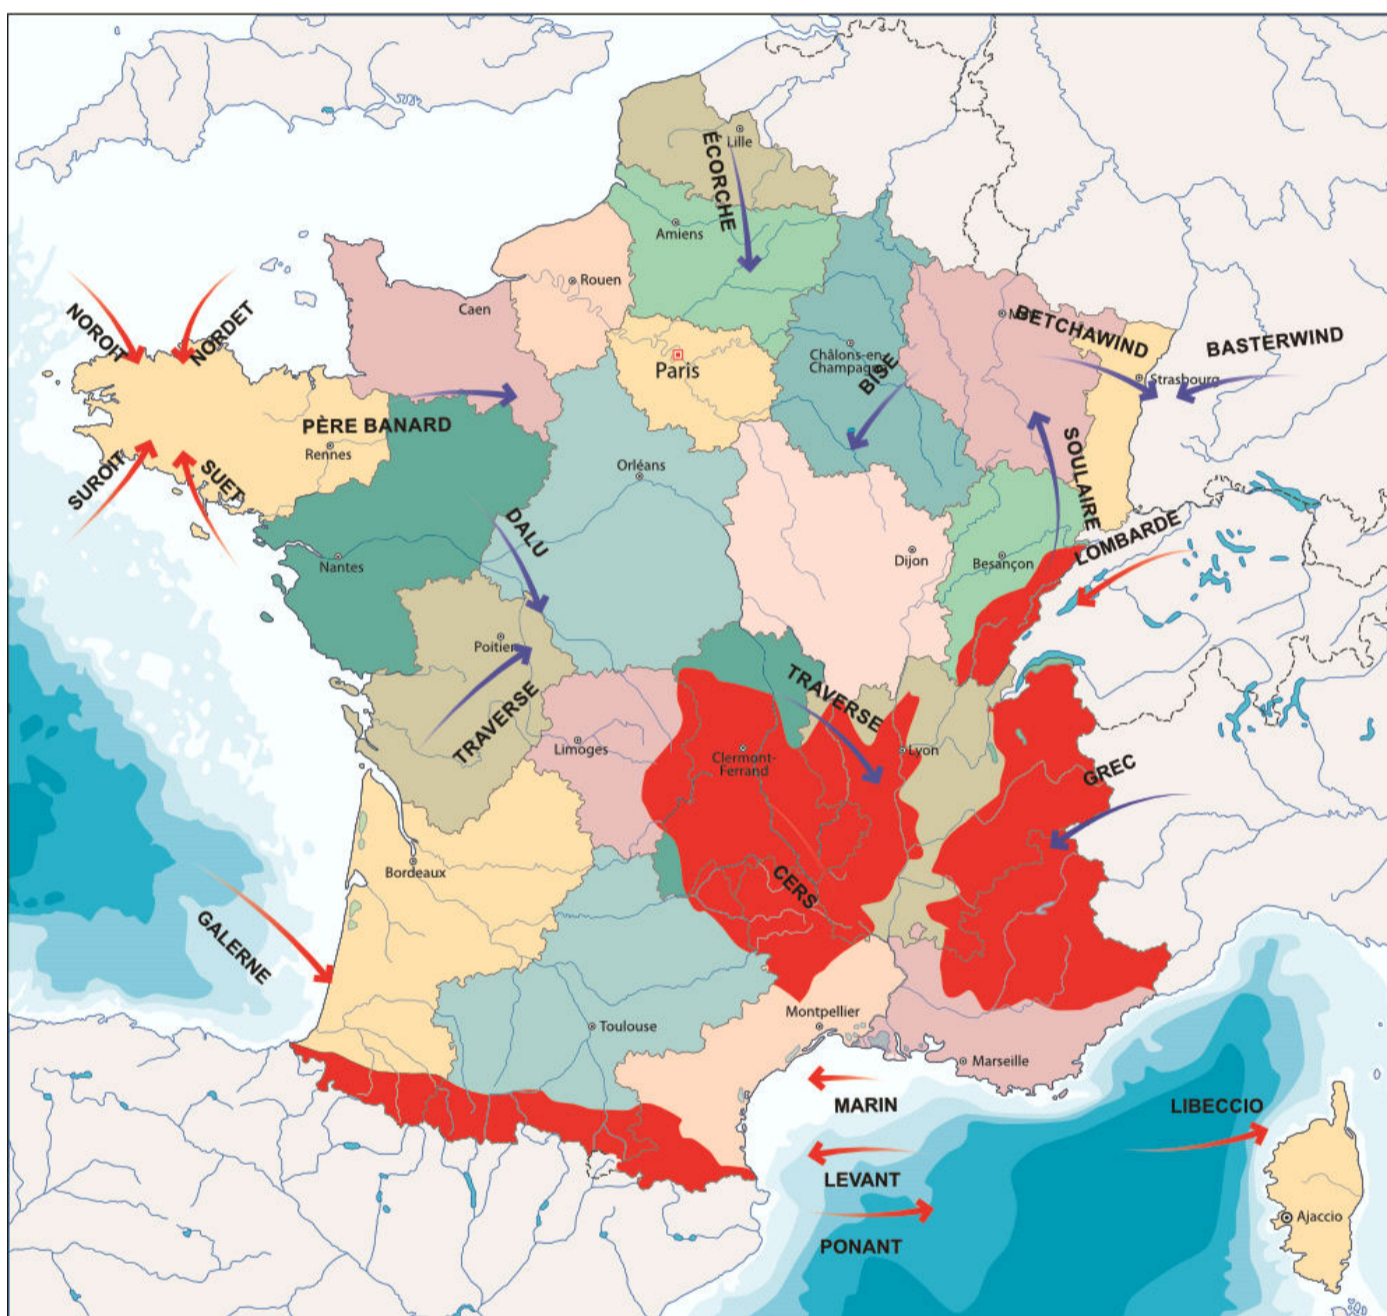 Lille
ÉCORCHE
Amiens
Rouen
Caen
NOROIT
NORDET
BETCHAWIND
BASTERWIND
Châlons-en-
Champagne
BISE
Paris
Strasbourg
PÈRE BANARD
Rennes
SUROIT
SUET
Orléans
SOULAIRE
DALU
LOMBARDE
Nantes
Dijon
Besançon
Poitiers
TRAVERSE
TRAVERSE
Limoges
Clermont-
Ferrand
Lyon
GREC
Bordeaux
CERS
GALERNE
Toulouse
Montpellier
Marseille
MARIN
LIBECCIO
LEVANT
Ajaccio
PONANT